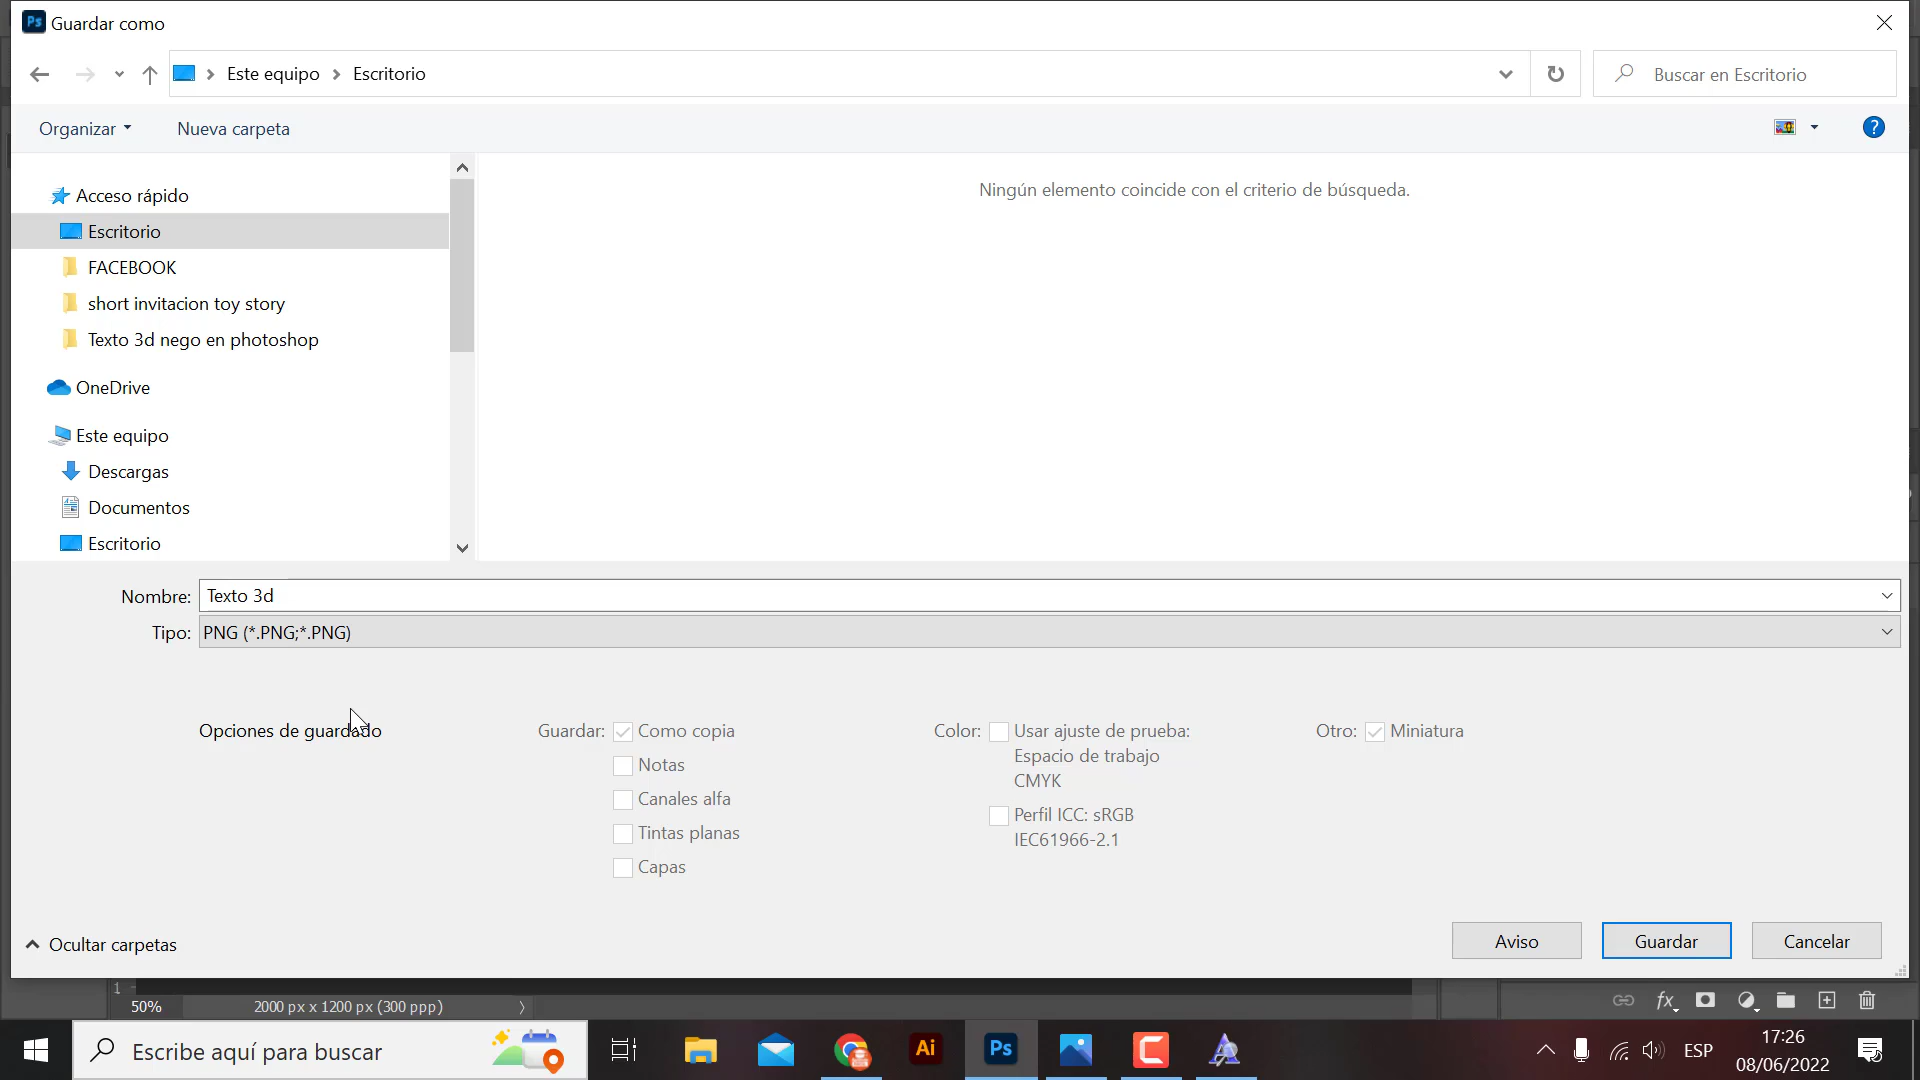 Ps Guardar como
Este equipo > Escritorio
Buscar en Escritorio
Organizar
Nueva carpeta
?
Acceso rápido
Ningún elemento coincide con el criterio de búsqueda.
Escritorio
FACEBOOK
short invitacion toy story
Texto 3d nego en photoshop
OneDrive
Este equipo
Descargas
Documentos
Escritorio
Nombre: Texto 3d
Tipo: PNG (*.PNG;*.PNG)
Opciones de guardado
Guardar: Como copia
Notas
Canales alfa
Tintas planas
Capas
Color: Usar ajuste de prueba:
Espacio de trabajo
CMYK
Perfil ICC: sRGB
IEC61966-2.1
Otro: Miniatura
Ocultar carpetas
Aviso
Guardar
Cancelar
1
50%
2000 px x 1200 px (300 ppp)
fx
Escribe aquí para buscar
Ai
Ps
ESP
17:26
08/06/2022